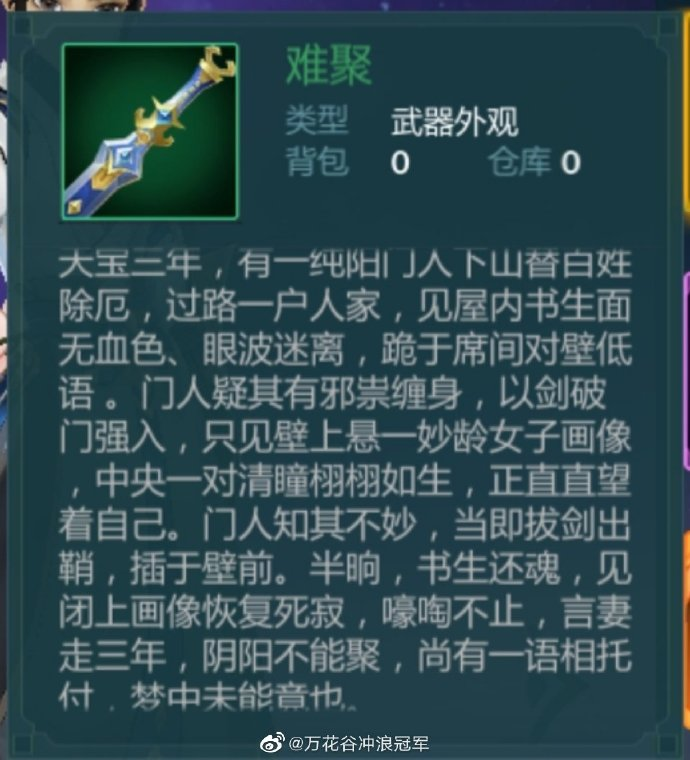 难聚
类型 武器外观
背包 0 仓库 0
天宝三年，有一纯阳门人下山替百姓
除厄，过路一户人家，见屋内书生面
无血色、眼波迷离，跪于席间对壁低
语。门人疑其有邪祟缠身，以剑破
门强入，只见壁上悬一妙龄女子画像
，中央一对清瞳栩栩如生，正直直望
着自己。门人知其不妙，当即拔剑出
鞘，插于壁前。半晌，书生还魂，见
闭上画像恢复死寂，嚎啕不止，言妻
走三年，阴阳不能聚，尚有一语相托
付，梦中未能竟也。
@万花谷冲浪冠军